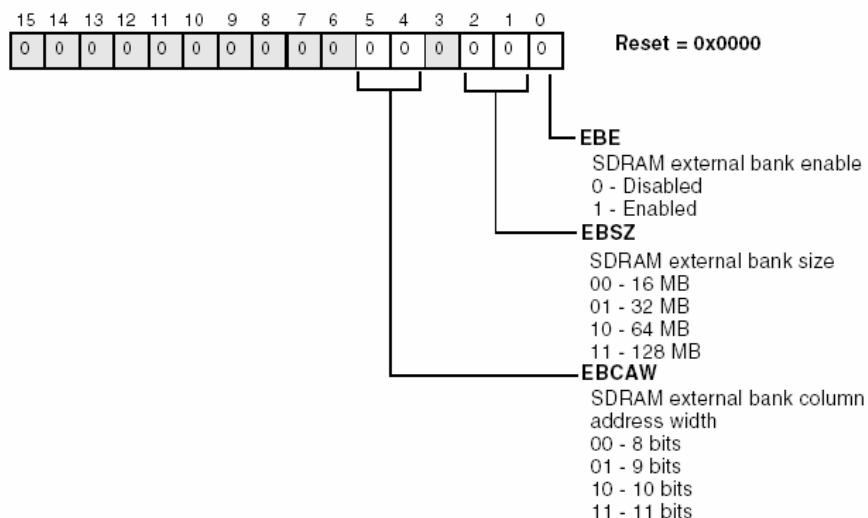 15 14 13 12 11 10 9 8 7 6 5 4 3 2 1 0
0 0 0 0 0 0 0 0 0 0 0 0 0 0 0 0
Reset = 0x0000
EBE
SDRAM external bank enable
0 - Disabled
1 - Enabled
EBSZ
SDRAM external bank size
00 - 16 MB
01 - 32 MB
10 - 64 MB
11 - 128 MB
EBCAW
SDRAM external bank column
address width
00 - 8 bits
01 - 9 bits
10 - 10 bits
11 - 11 bits